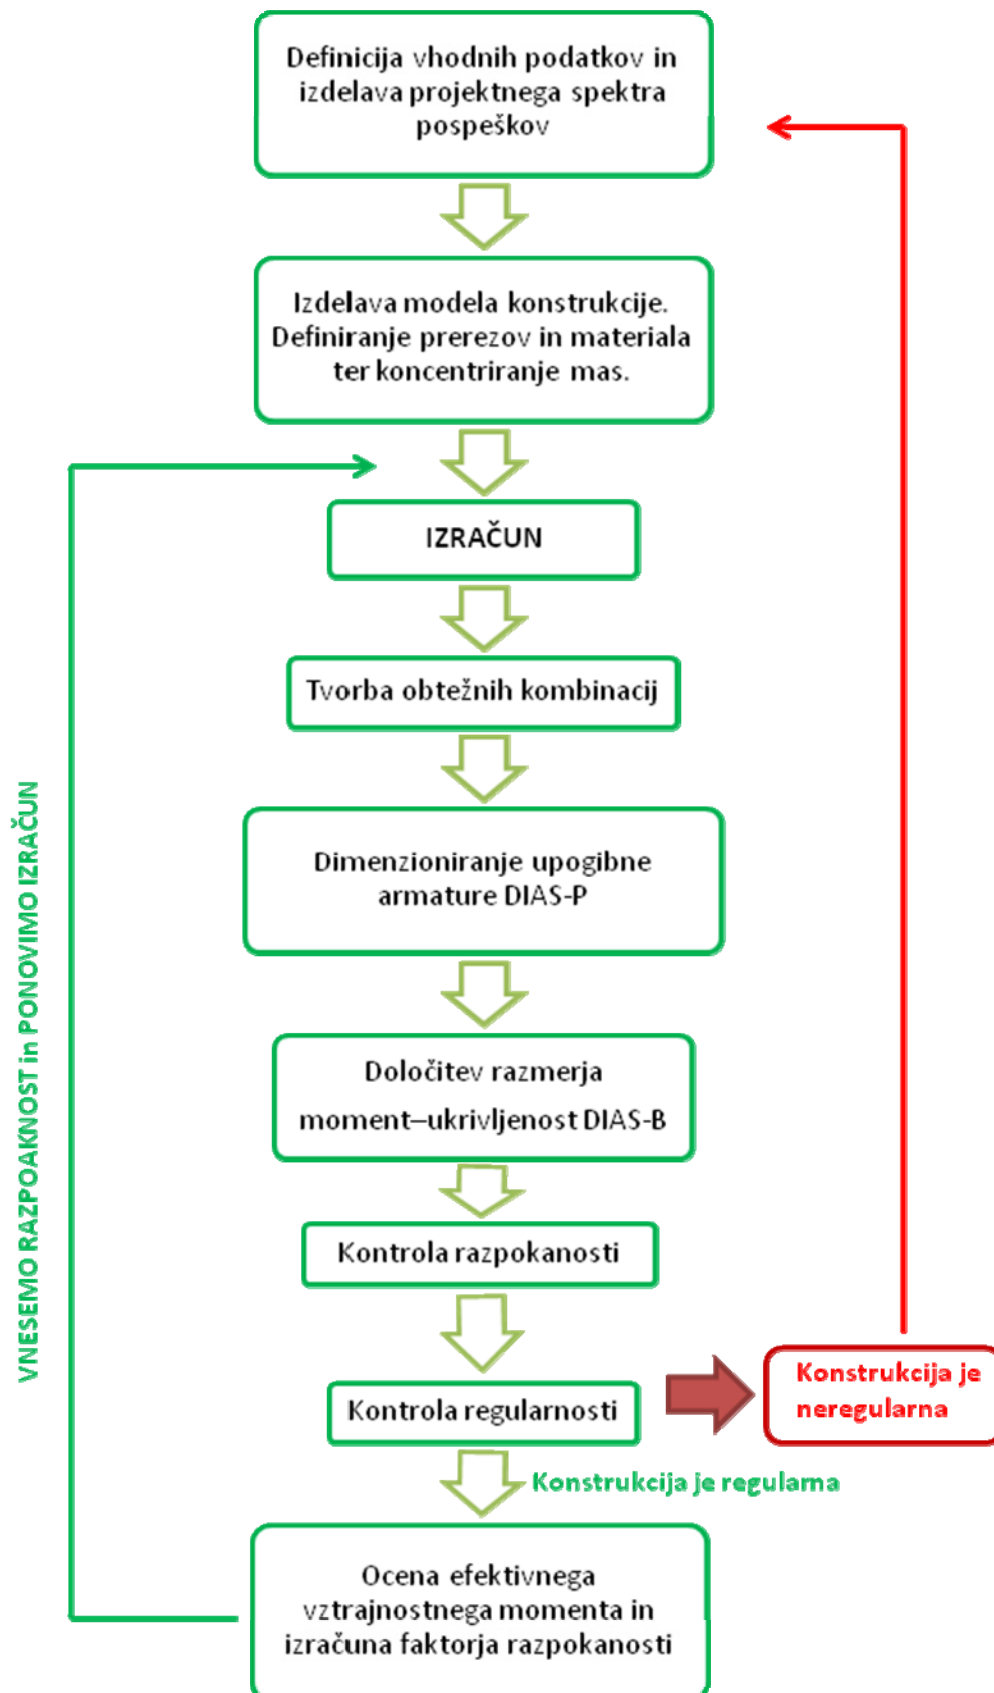 Definicija vhodnih podatkov in
izdelava projektnega spektra
pospeškov
Izdelava modela konstrukcije.
Definiranje prerezov in materiala
ter koncentriranje mas.
IZRAČUN
Tvorba obtežnih kombinacij
Dimenzioniranje upogibne
armature DIAS-P
Določitev razmerja
moment–ukrivljenost DIAS-B
Kontrola razpokanosti
Kontrola regularnosti
Konstrukcija je
neregularna
Konstrukcija je regularna
Ocena efektivnega
vztrajnostnega momenta in
izračuna faktorja razpokanosti
VNESEMO RAZPOAKNOST in PONOVIMO IZRAČUN